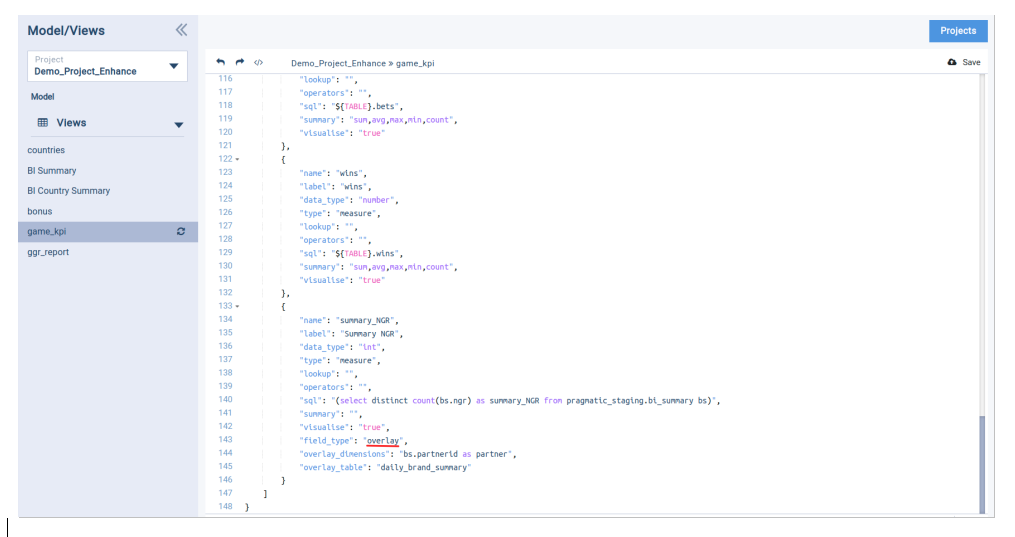 Model/Views
Projects
Project
Demo_Project_Enhance
Model
Views
countries
BI Summary
BI Country Summary
bonus
game_kpi
ggr_report
</> Demo_Project_Enhance » game_kpi Save
116 "lookup": "",
117 "operators": "",
118 "sql": "${TABLE}.bets",
119 "summary": "sum,avg,max,min,count",
120 "visualise": "true"
121 },
122 {
123 "name": "wins",
124 "label": "wins",
125 "data_type": "number",
126 "type": "measure",
127 "lookup": "",
128 "operators": "",
129 "sql": "${TABLE}.wins",
130 "summary": "sum,avg,max,min,count",
131 "visualise": "true"
132 },
133 {
134 "name": "summary_NGR",
135 "label": "Summary NGR",
136 "data_type": "int",
137 "type": "measure",
138 "lookup": "",
139 "operators": "",
140 "sql": "(select distinct count(bs.ngr) as summary_NGR from pragmatic_staging.bi_summary bs)",
141 "summary": "",
142 "visualise": "true",
143 "field_type": "overlay",
144 "overlay_dimensions": "bs.partnerid as partner",
145 "overlay_table": "daily_brand_summary"
146 }
147 ]
148 }